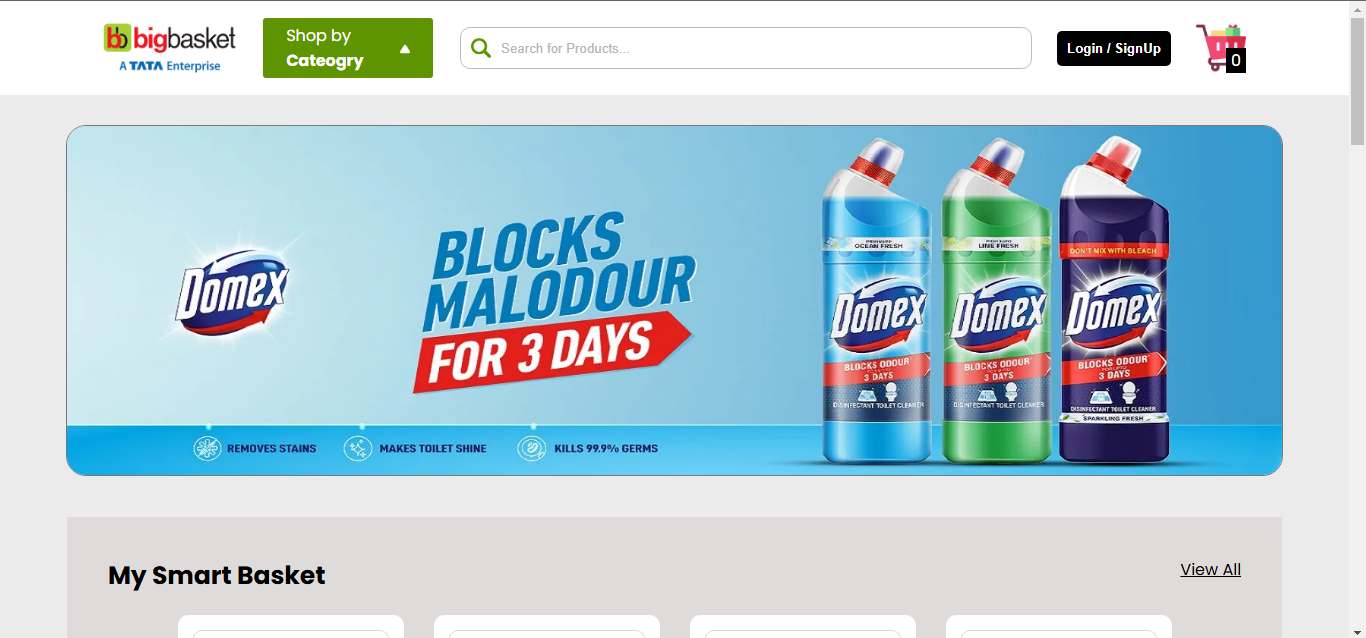 bb bigbasket
A TATA Enterprise
Shop by
Cateogry
Search for Products...
Login / SignUp
0
Domex
BLOCKS
MALODOUR
FOR 3 DAYS
REMOVES STAINS
MAKES TOILET SHINE
KILLS 99.9% GERMS
OCEAN FRESH
Domex
BLOCKS ODOUR
3 DAYS
DISINFECTANT TOILET CLEANER
LIME FRESH
Domex
BLOCKS ODOUR
3 DAYS
DISINFECTANT TOILET CLEANER
DON'T MIX WITH BLEACH
Domex
BLOCKS ODOUR
3 DAYS
DISINFECTANT TOILET CLEANER
SPARKLING FRESH
My Smart Basket
View All